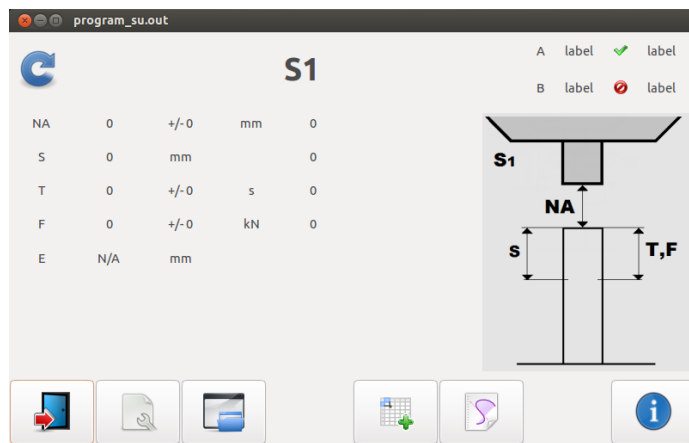 program_su.out
S1
A label label
B label label
NA 0 +/- 0 mm 0
S 0 mm 0
T 0 +/- 0 s 0
F 0 +/- 0 kN 0
E N/A mm
S1
NA
S
T,F